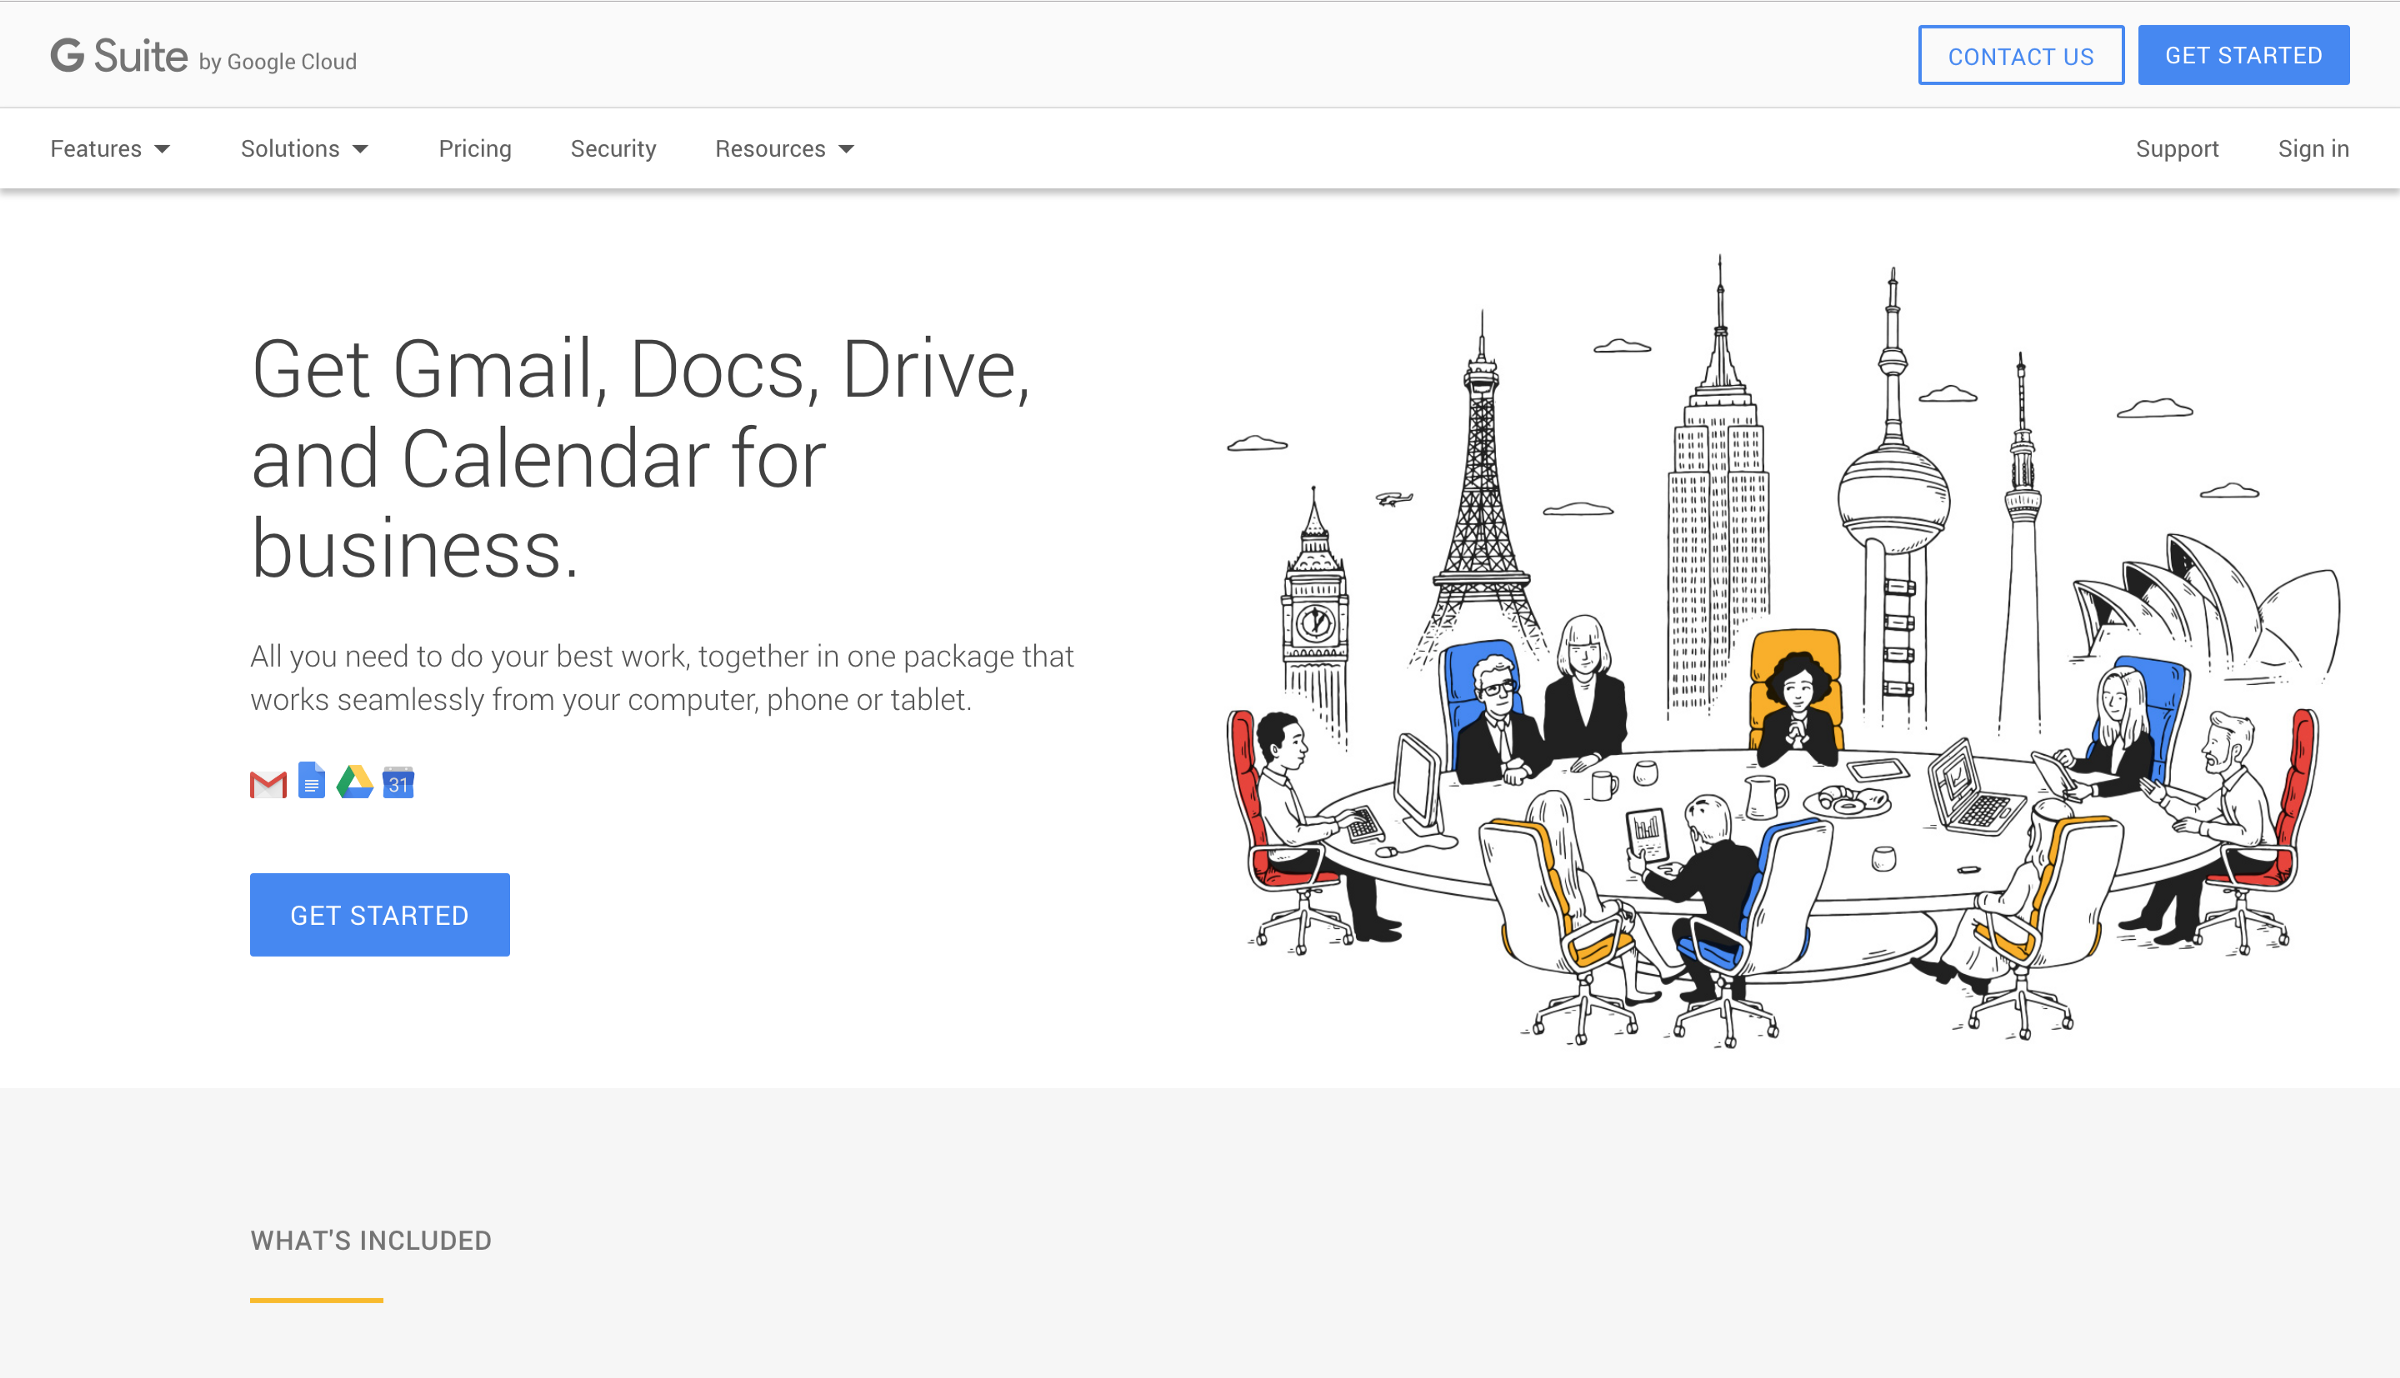 G Suite by Google Cloud
CONTACT US
GET STARTED
Features
Solutions
Pricing
Security
Resources
Support
Sign in
Get Gmail, Docs, Drive,
and Calendar for
business.
All you need to do your best work, together in one package that
works seamlessly from your computer, phone or tablet.
31
GET STARTED
WHAT'S INCLUDED